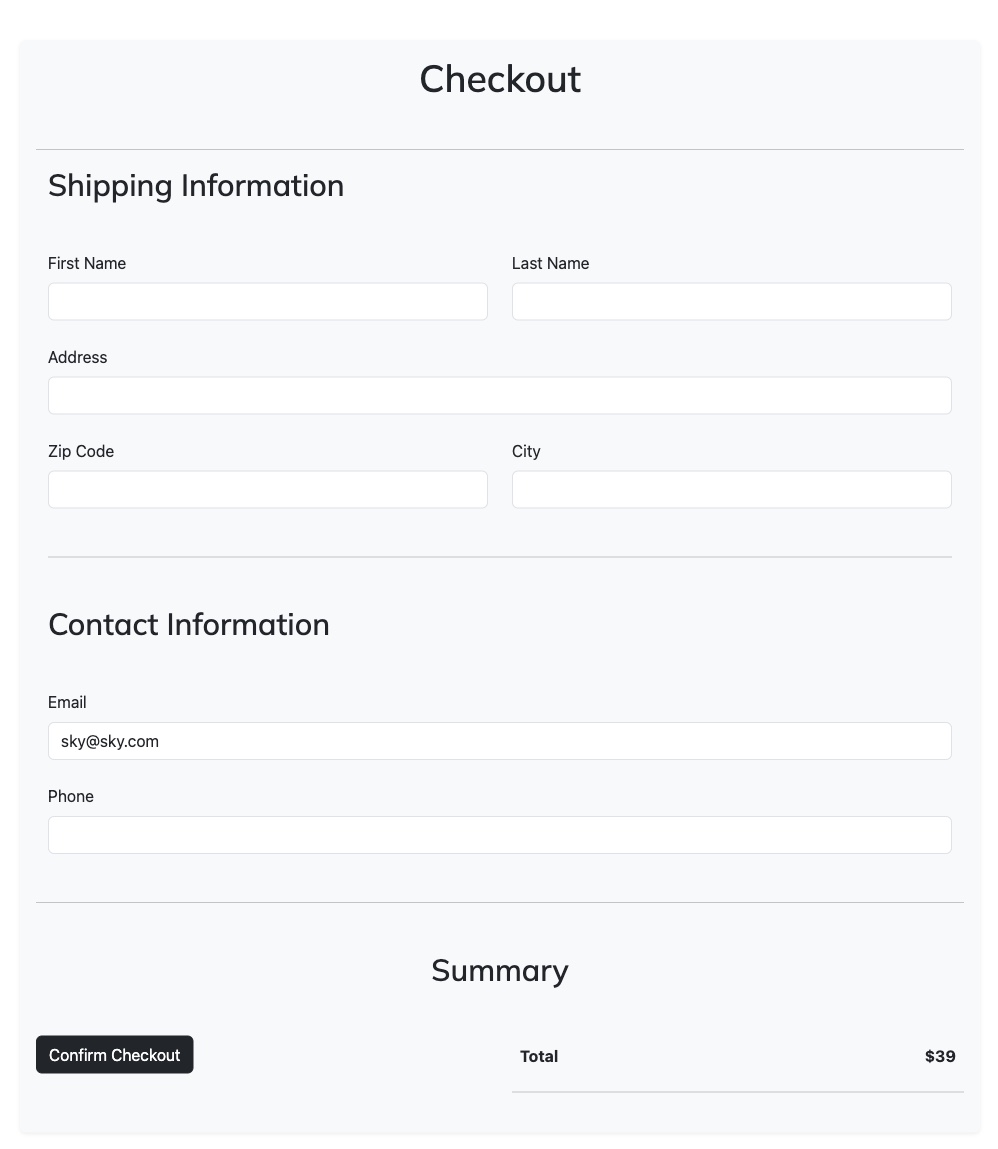 Checkout
Shipping Information
First Name Last Name
Address
Zip Code City
Contact Information
Email
sky@sky.com
Phone
Summary
Confirm Checkout Total $39